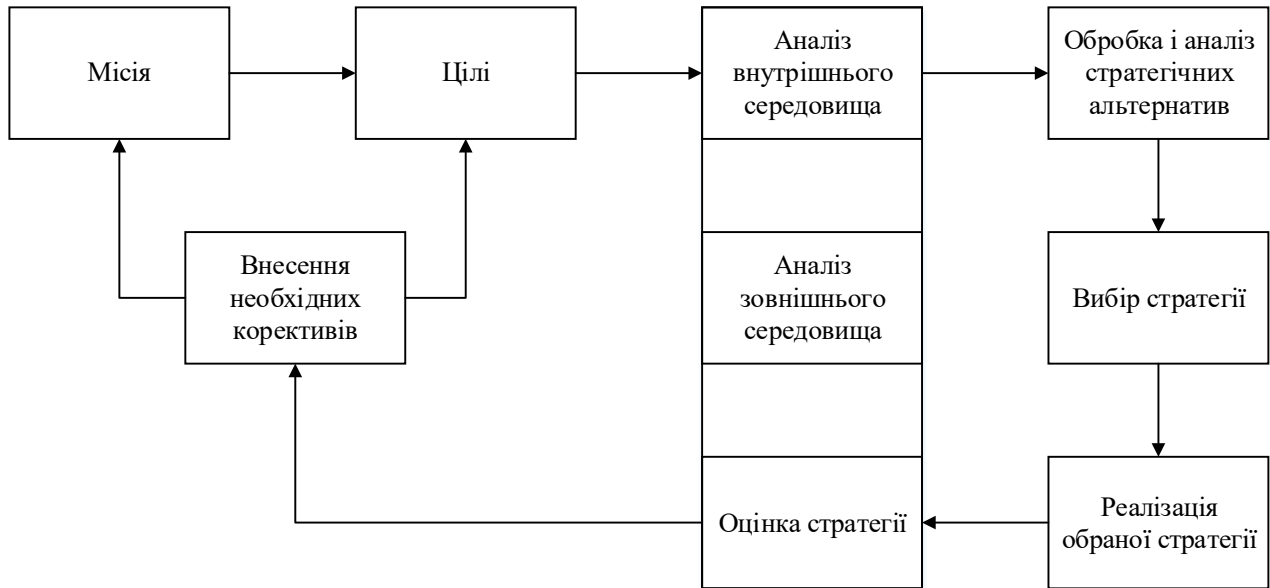 Місія
Цілі
Аналіз
внутрішнього
середовища
Обробка і аналіз
стратегічних
альтернатив
Внесення
необхідних
корективів
Аналіз
зовнішнього
середовища
Вибір стратегії
Оцінка стратегії
Реалізація
обраної стратегії